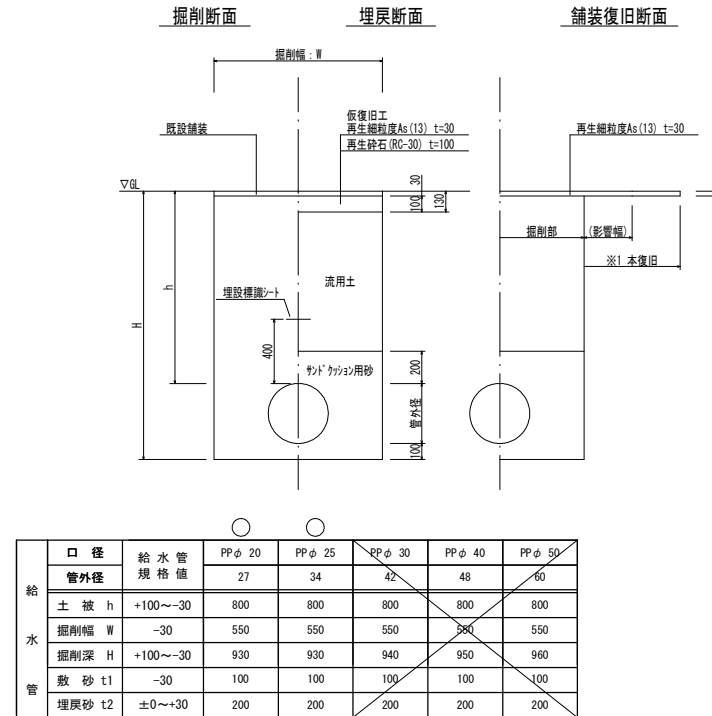 掘削断面
埋戻断面
舗装復旧断面
掘削幅：W
仮復旧工
再生細粒度As(13) t=30
再生砕石(RC-30) t=100
既設舗装
再生細粒度As(13) t=30
▽GL
30
100
130
掘削部
(影響幅)
※1 本復旧
流用土
埋設標識シート
h
H
400
サンドクッション用砂
200
管外径
100
給水管
口 径 給水管規格値 PPφ 20 PPφ 25 PPφ 30 PPφ 40 PPφ 50
管外径 27 34 42 48 60
土 被 h +100～-30 800 800 800 800 800
掘削幅 W -30 550 550 550 550 550
掘削深 H +100～-30 930 930 940 950 960
敷 砂 t1 -30 100 100 100 100 100
埋戻砂 t2 ±0～+30 200 200 200 200 200